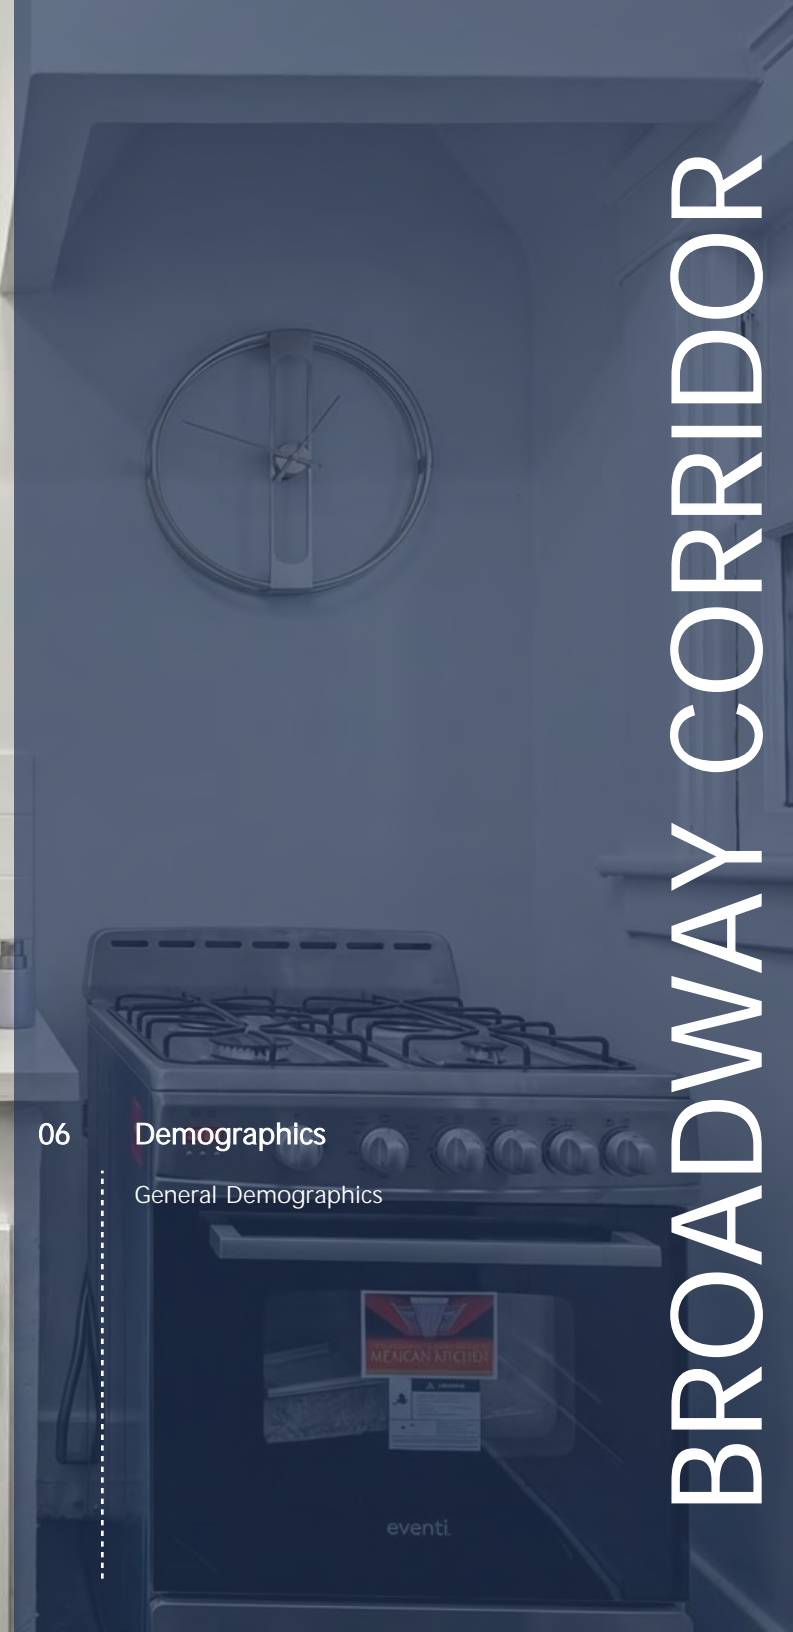 BROADWAY CORRIDOR
06
Demographics
General Demographics
MEXICAN KITCHEN
eventi.